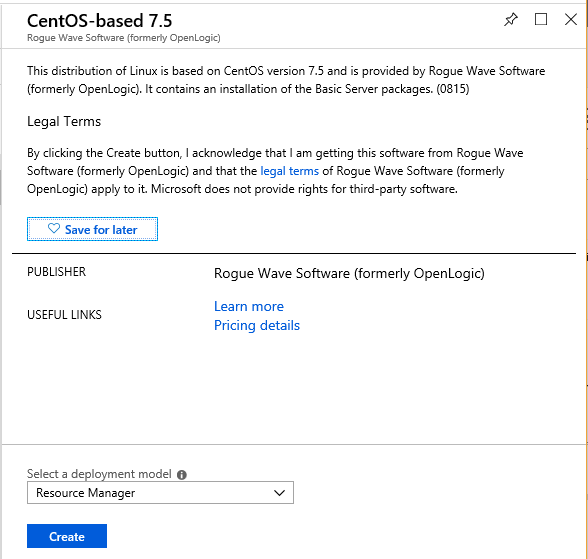 CentOS-based 7.5
Rogue Wave Software (formerly OpenLogic)
This distribution of Linux is based on CentOS version 7.5 and is provided by Rogue Wave Software
(formerly OpenLogic). It contains an installation of the Basic Server packages. (0815)
Legal Terms
By clicking the Create button, I acknowledge that I am getting this software from Rogue Wave
Software (formerly OpenLogic) and that the legal terms of Rogue Wave Software (formerly
OpenLogic) apply to it. Microsoft does not provide rights for third-party software.
Save for later
PUBLISHER
Rogue Wave Software (formerly OpenLogic)
USEFUL LINKS
Learn more
Pricing details
Select a deployment model
Resource Manager
Create